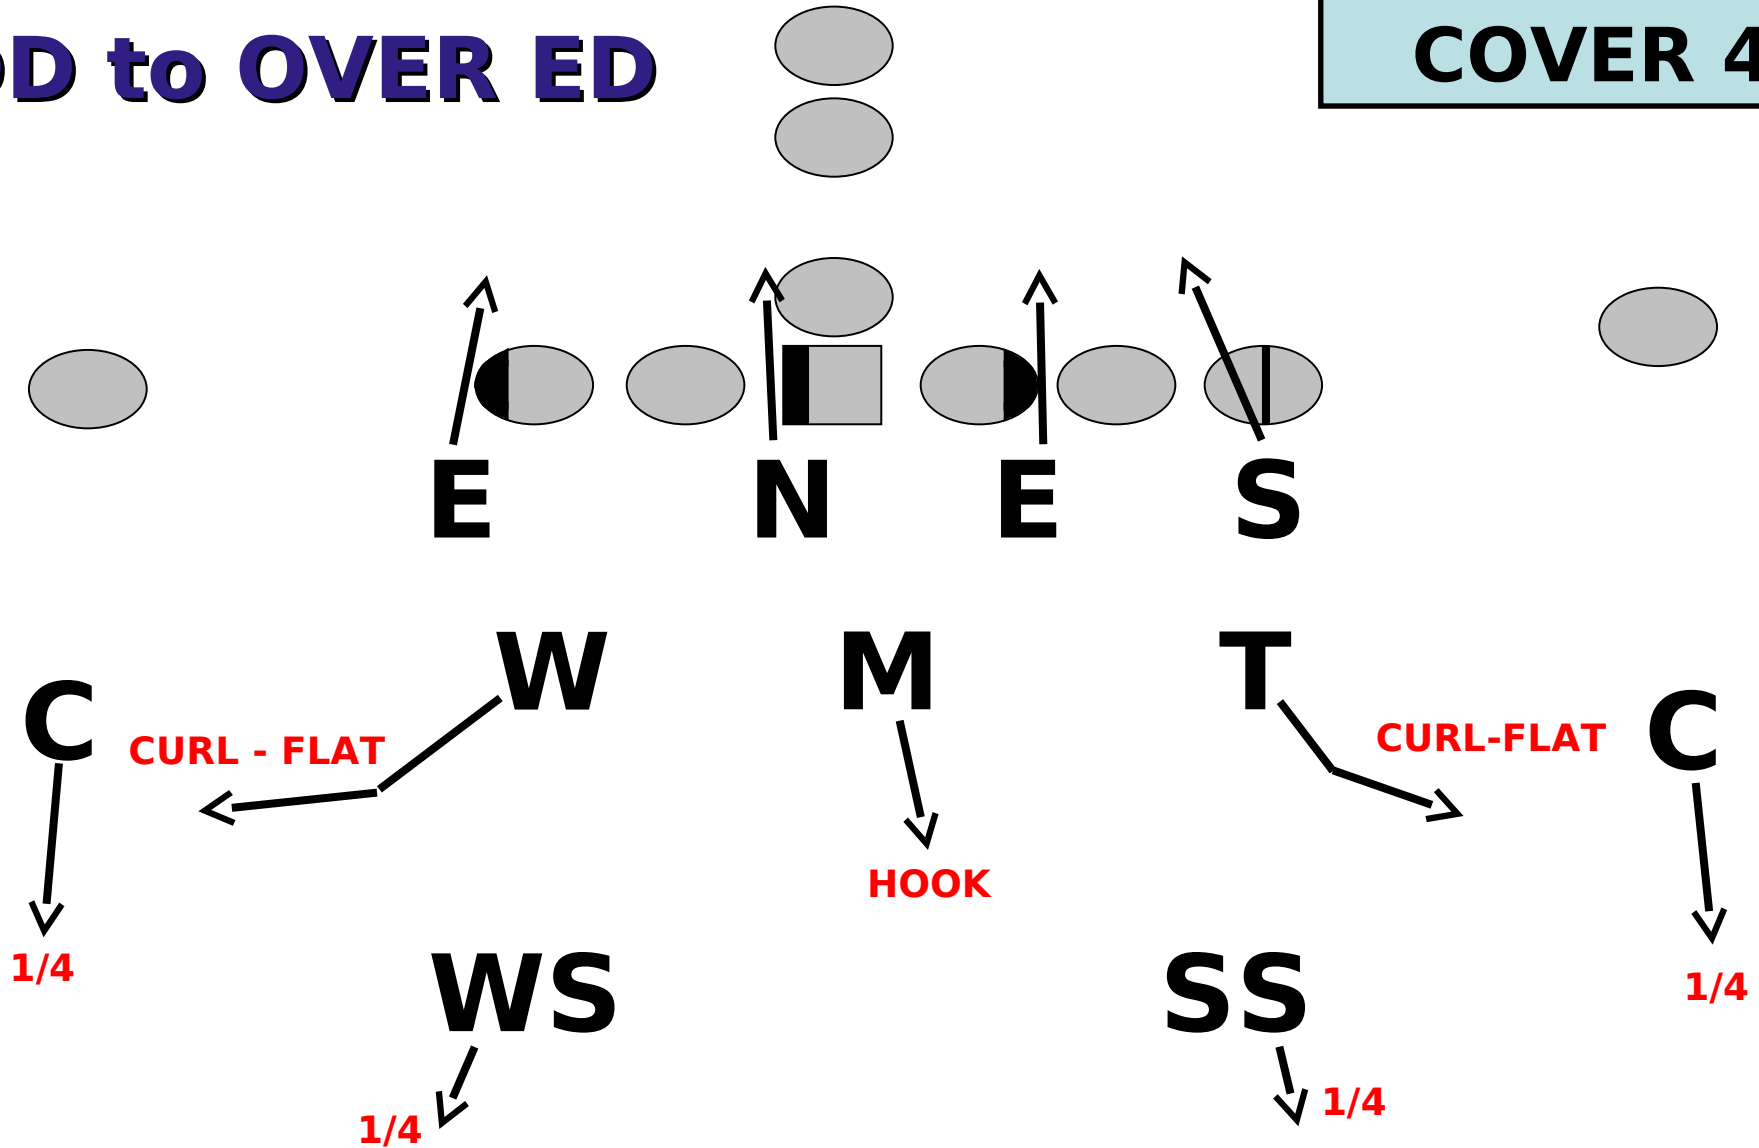 D to OVER ED
COVER 4
E N E S
W M T
C CURL - FLAT CURL-FLAT C
HOOK
1/4 1/4
WS SS
1/4 1/4